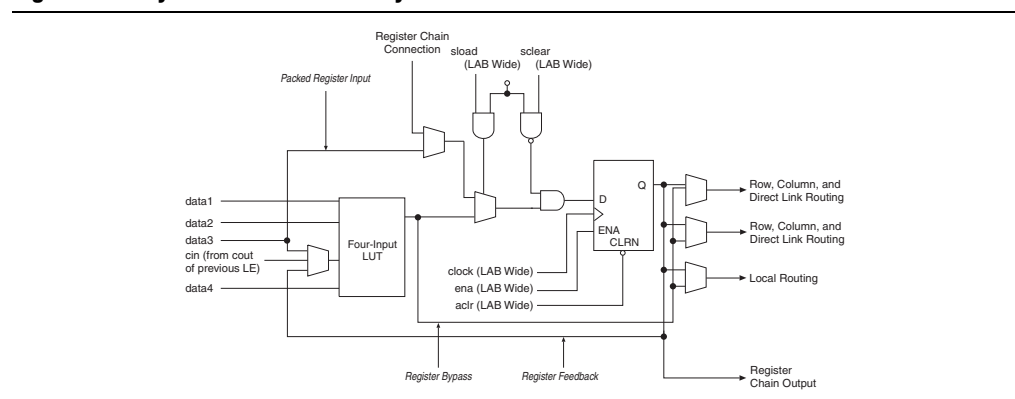 Register Chain
Connection
sload
(LAB Wide)
sclear
(LAB Wide)
Packed Register Input
data1
data2
data3
cin (from cout
of previous LE)
data4
Four-Input
LUT
Q
D
ENA
CLRN
clock (LAB Wide)
ena (LAB Wide)
aclr (LAB Wide)
Row, Column, and
Direct Link Routing
Row, Column, and
Direct Link Routing
Local Routing
Register Bypass
Register Feedback
Register
Chain Output